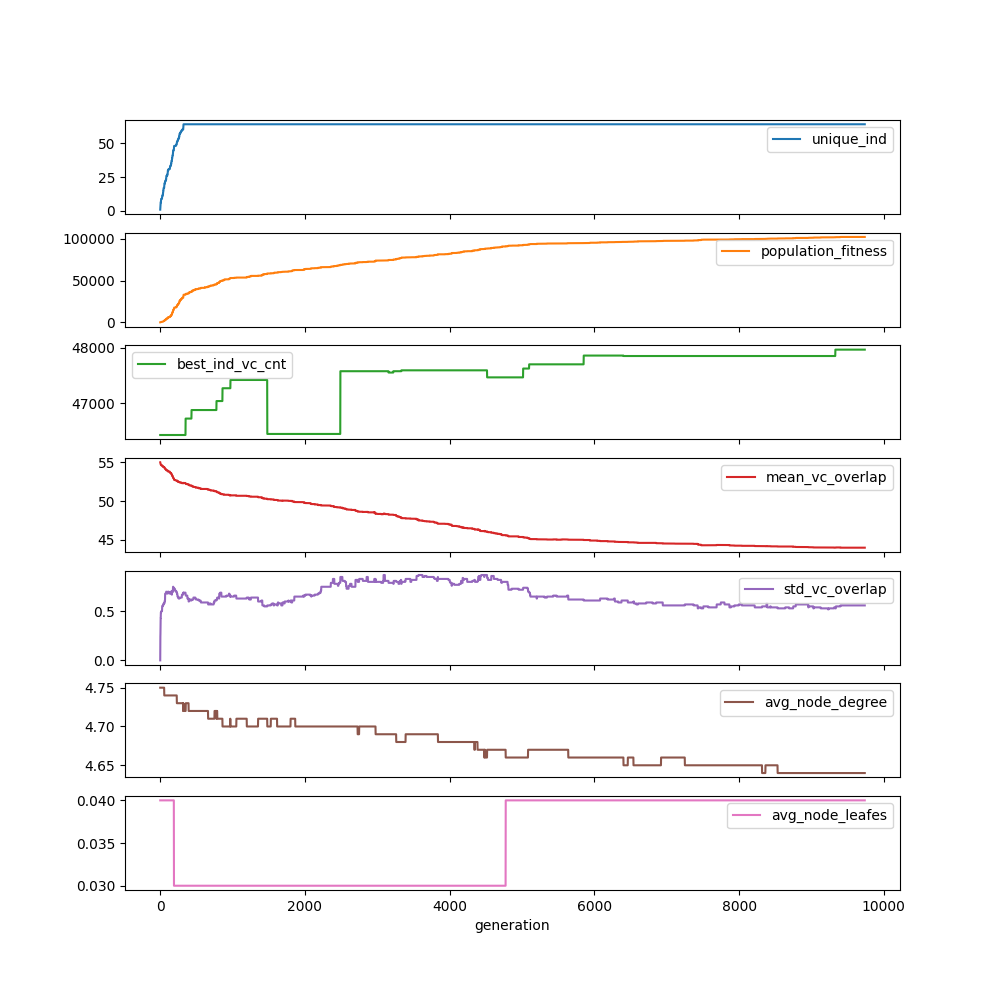 50
25
0
unique_ind
100000
50000
0
population_fitness
48000
47000
best_ind_vc_cnt
55
50
45
mean_vc_overlap
0.5
0.0
std_vc_overlap
4.75
4.70
4.65
avg_node_degree
0.040
0.035
0.030
avg_node_leafes
0 2000 4000 6000 8000 10000
generation